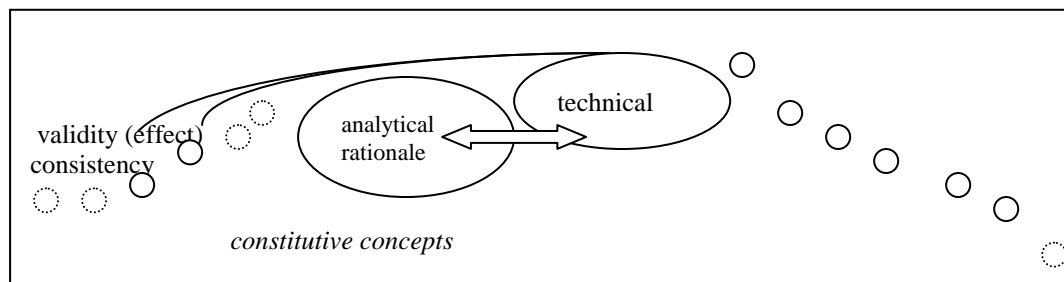 technical
analytical
rationale
validity (effect)
consistency
constitutive concepts